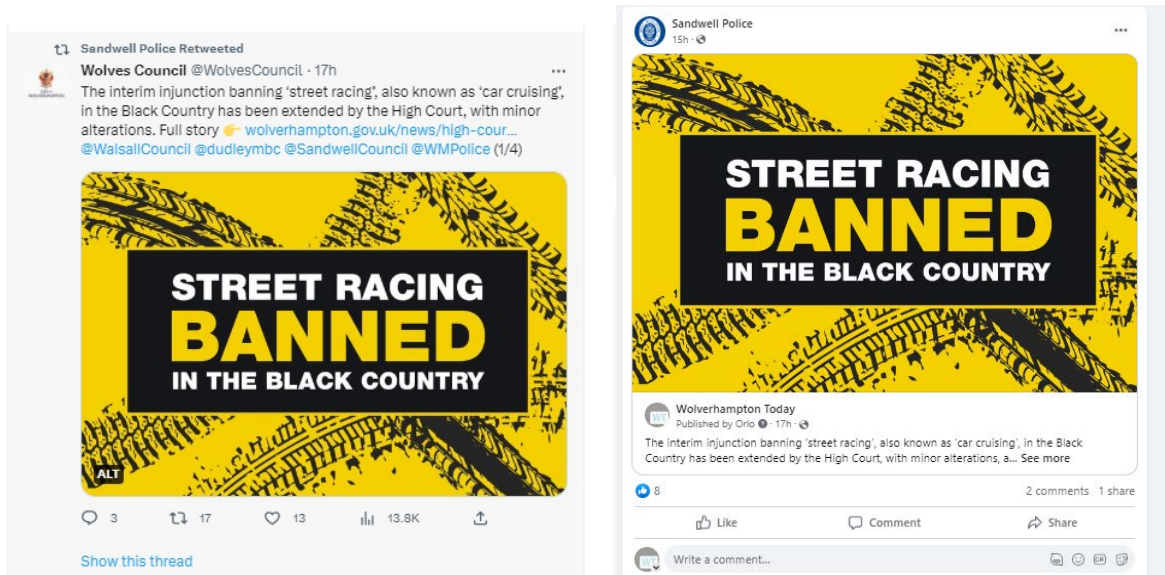 Sandwell Police Retweeted
Wolves Council @WolvesCouncil · 17h
The interim injunction banning 'street racing', also known as 'car cruising',
in the Black Country has been extended by the High Court, with minor
alterations. Full story 👉 wolverhampton.gov.uk/news/high-cour...
@WalsallCouncil @dudleymbc @SandwellCouncil @WMPolice (1/4)
STREET RACING
BANNED
IN THE BLACK COUNTRY
ALT
3 17 13 13.8K
Show this thread
Sandwell Police
15h ·
STREET RACING
BANNED
IN THE BLACK COUNTRY
Wolverhampton Today
Published by Orlo · 17h ·
The interim injunction banning 'street racing', also known as 'car cruising', in the Black
Country has been extended by the High Court, with minor alterations, a... See more
8 2 comments 1 share
Like Comment Share
Write a comment...
GIF